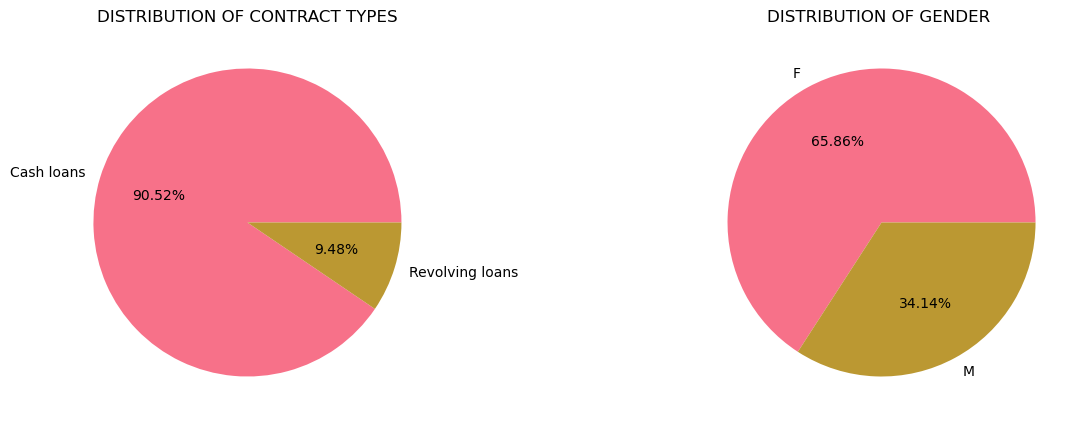 DISTRIBUTION OF CONTRACT TYPES
Cash loans
90.52%
9.48%
Revolving loans
DISTRIBUTION OF GENDER
F
65.86%
34.14%
M